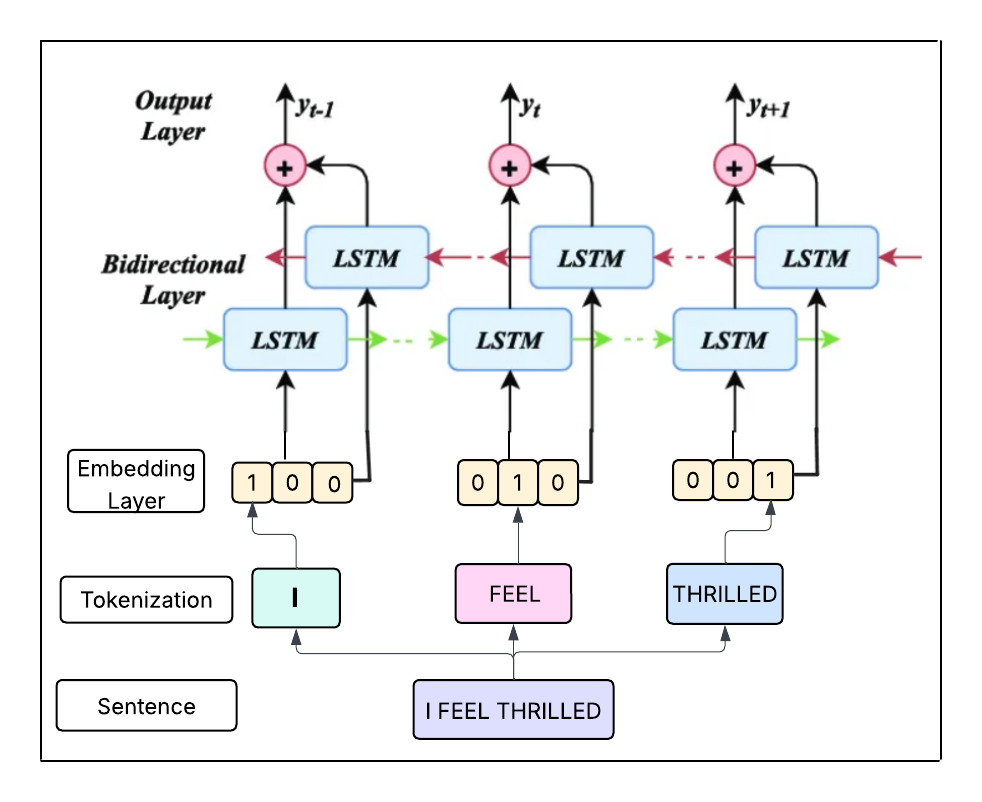 Output
Layer
y_{t-1}
y_t
y_{t+1}
+
+
+
Bidirectional
Layer
LSTM
LSTM
LSTM
LSTM
LSTM
LSTM
Embedding
Layer
1 0 0
0 1 0
0 0 1
Tokenization
I
FEEL
THRILLED
Sentence
I FEEL THRILLED